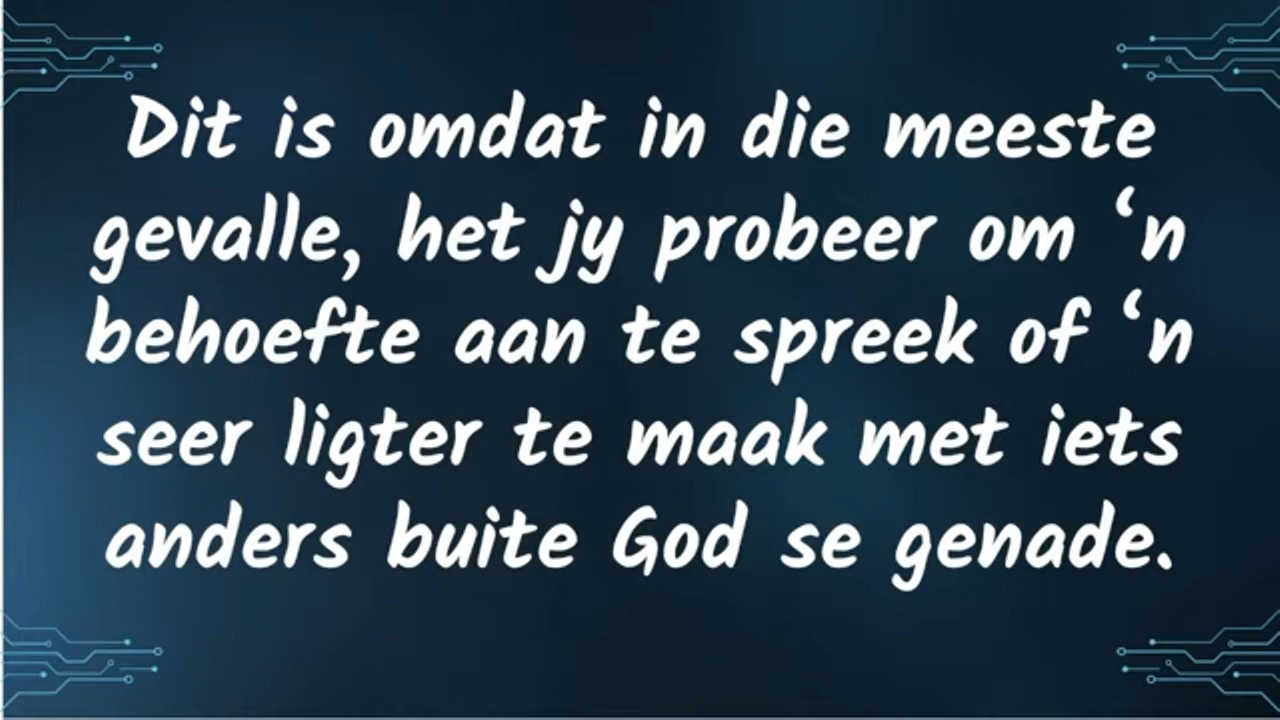 Dit is omdat in die meeste
gevalle, het jy probeer om ‘n
behoefte aan te spreek of ‘n
seer ligter te maak met iets
anders buite God se genade.